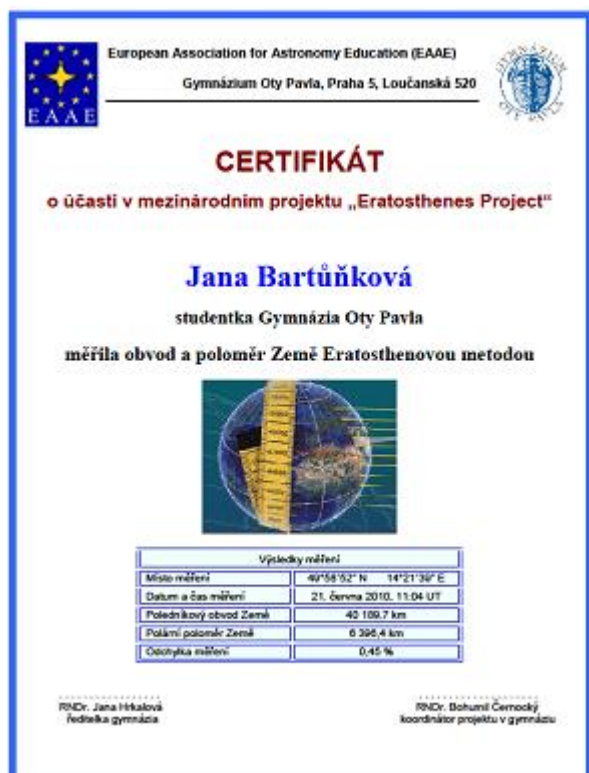 European Association for Astronomy Education (EAAE)
Gymnázium Oty Pavla, Praha 5, Loučanská 520
EAAE
GYMNÁZIUM
OTY PAVLA
CERTIFIKÁT
o účasti v mezinárodním projektu „Eratosthenes Project“
Jana Bartůňková
studentka Gymnázia Oty Pavla
měřila obvod a poloměr Země Eratosthenovou metodou
Výsledky měření
Místo měření 49°58'52" N 14°21'39" E
Datum a čas měření 21. června 2010, 11:04 UT
Poledníkový obvod Země 40 189,7 km
Polární poloměr Země 6 396,4 km
Odchylka měření 0,45 %
RNDr. Jana Hrkalová
ředitelka gymnázia
RNDr. Bohumil Černocký
koordinátor projektu v gymnáziu